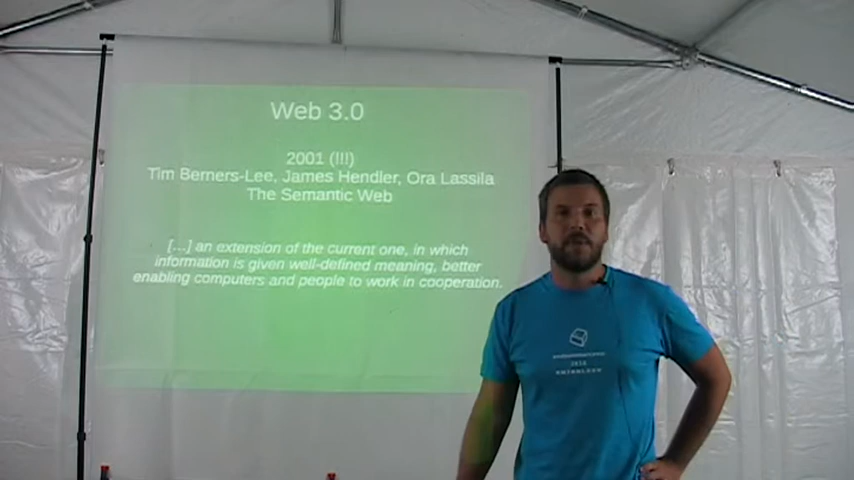 Web 3.0
2001 (!!!)
Tim Berners-Lee, James Hendler, Ora Lassila
The Semantic Web
[...] an extension of the current one, in which
information is given well-defined meaning, better
enabling computers and people to work in cooperation.